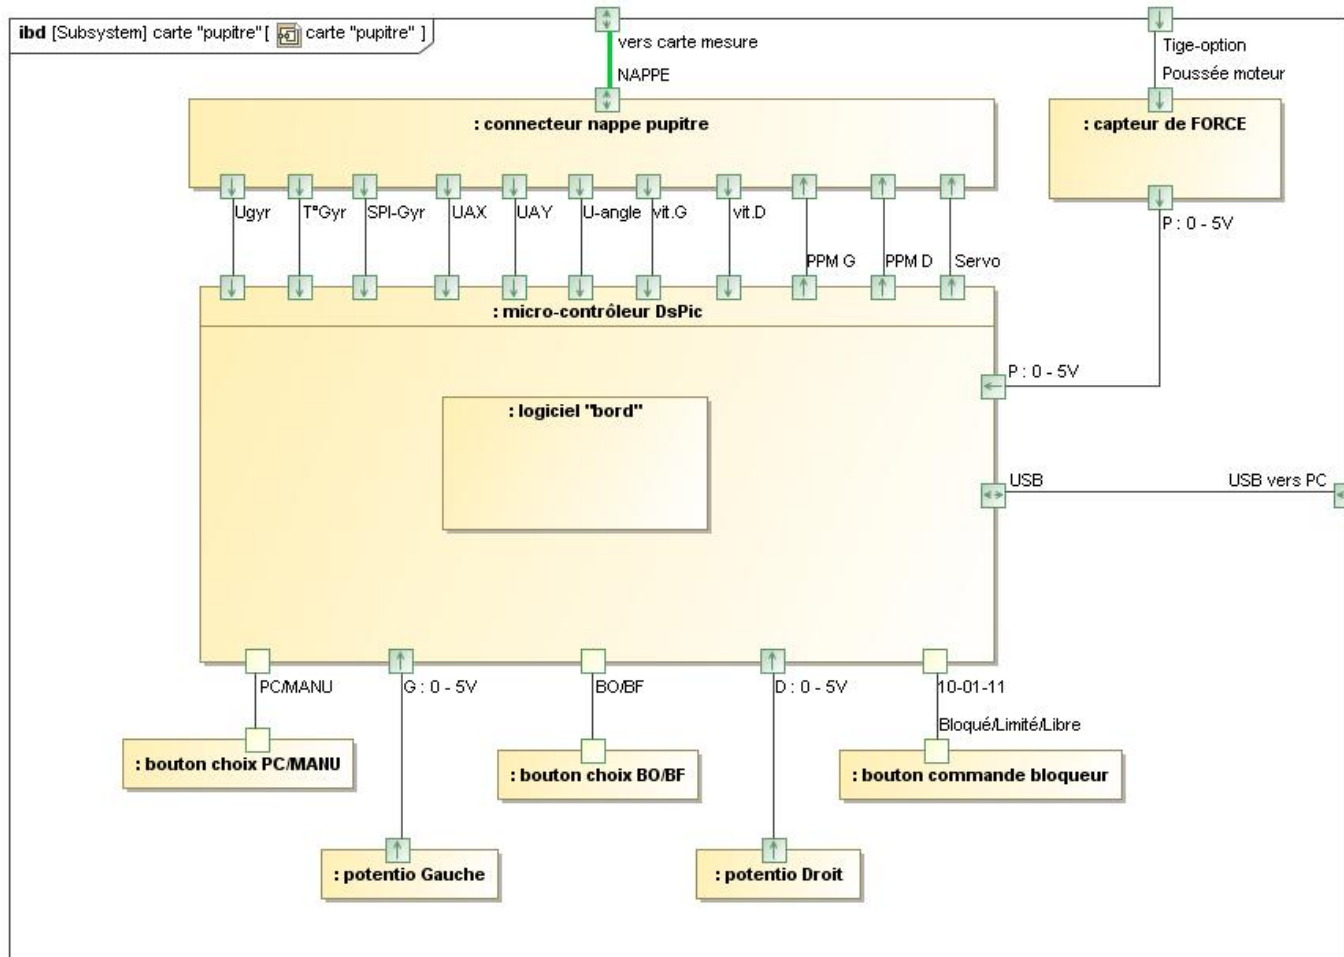 ibd [Subsystem] carte "pupitre" [ carte "pupitre" ]
vers carte mesure
NAPPE
Tige-option
Poussée moteur
: connecteur nappe pupitre
: capteur de FORCE
Ugyr T°Gyr SPI-Gyr UAX UAY U-angle vit.G vit.D
P : 0 - 5V
PPM G PPM D Servo
: micro-contrôleur DsPic
P : 0 - 5V
: logiciel "bord"
USB USB vers PC
PC/MANU G : 0 - 5V BO/BF D : 0 - 5V 10-01-11
Bloqué/Limité/Libre
: bouton choix PC/MANU : bouton choix BO/BF : bouton commande bloqueur
: potentio Gauche : potentio Droit